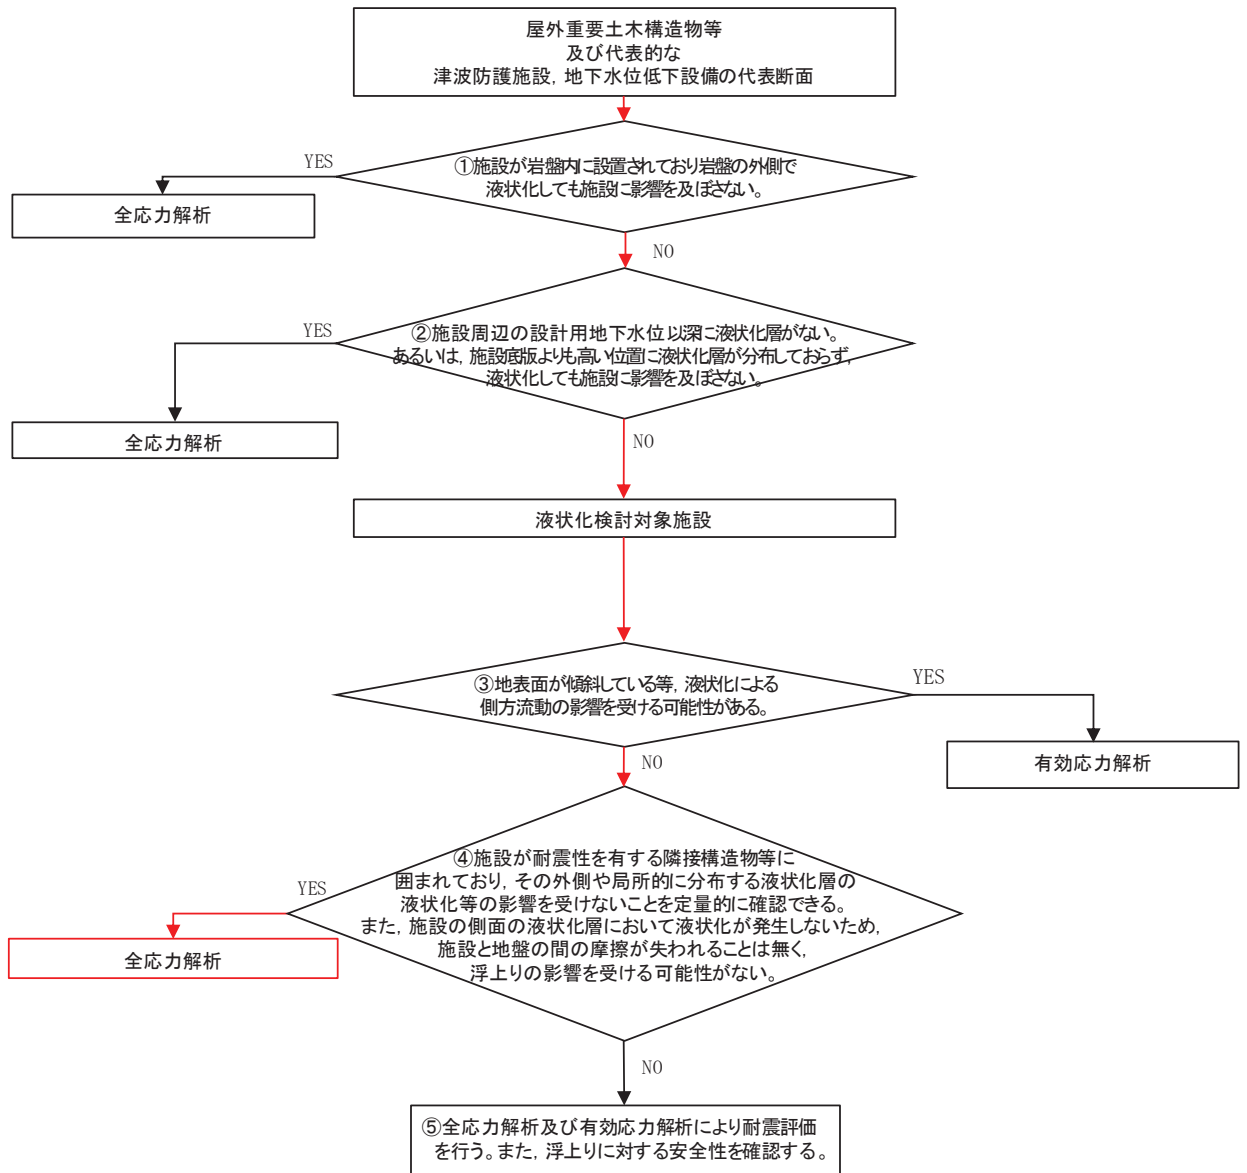 屋外重要土木構造物等
及び代表的な
津波防護施設，地下水位低下設備の代表断面
YES
①施設が岩盤内に設置されており岩盤の外側で
液状化しても施設に影響を及ぼさない。
全応力解析
NO
YES
②施設周辺の設計用地下水位以深に液状化層がない。
あるいは，施設底版よりも高い位置に液状化層が分布しておらず，
液状化しても施設に影響を及ぼさない。
全応力解析
NO
液状化検討対象施設
③地表面が傾斜している等，液状化による
側方流動の影響を受ける可能性がある。
YES
有効応力解析
NO
YES
④施設が耐震性を有する隣接構造物等に
囲まれており，その外側や局所的に分布する液状化層の
液状化等の影響を受けないことを定量的に確認できる。
また，施設の側面の液状化層において液状化が発生しないため，
施設と地盤の間の摩擦が失われることは無く，
浮上りの影響を受ける可能性がない。
全応力解析
NO
⑤全応力解析及び有効応力解析により耐震評価
を行う。また，浮上りに対する安全性を確認する。